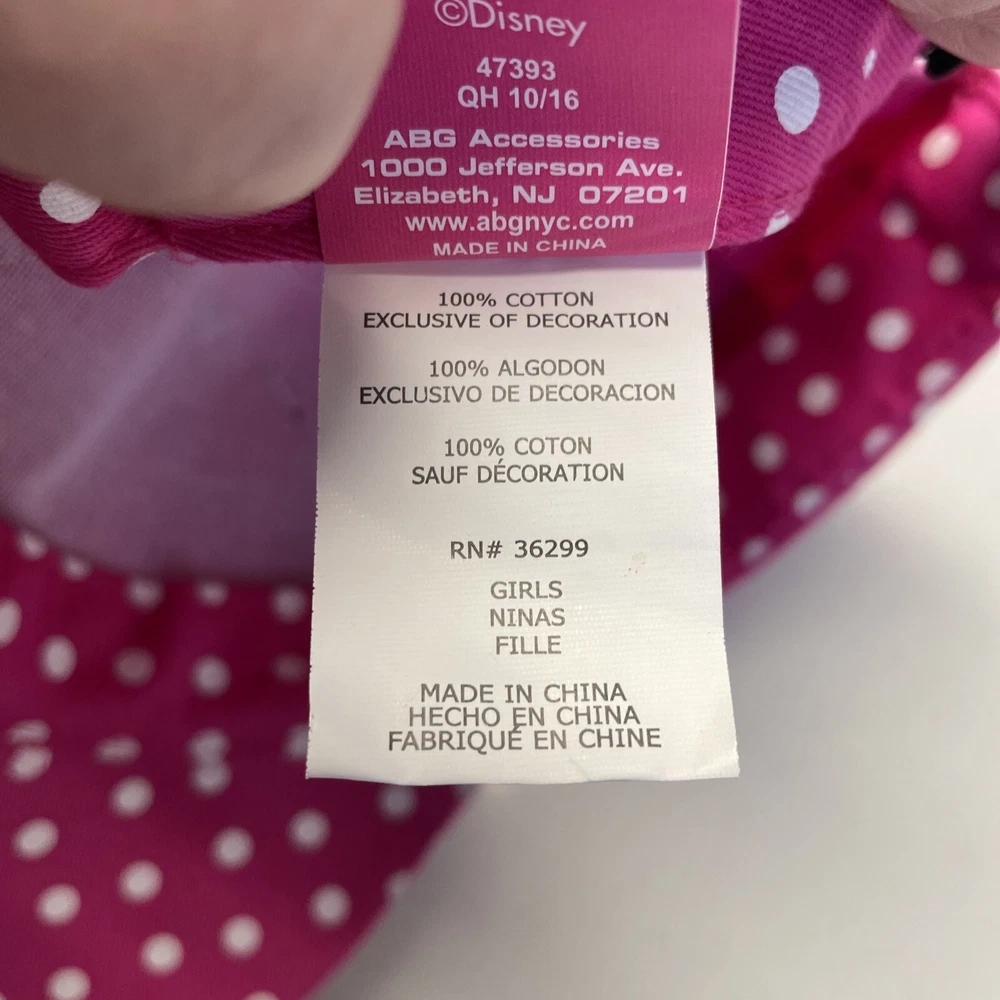 ©Disney
47393
QH 10/16
ABG Accessories
1000 Jefferson Ave.
Elizabeth, NJ 07201
www.abgnyc.com
MADE IN CHINA
100% COTTON
EXCLUSIVE OF DECORATION
100% ALGODON
EXCLUSIVO DE DECORACION
100% COTON
SAUF DÉCORATION
RN# 36299
GIRLS
NINAS
FILLE
MADE IN CHINA
HECHO EN CHINA
FABRIQUÉ EN CHINE